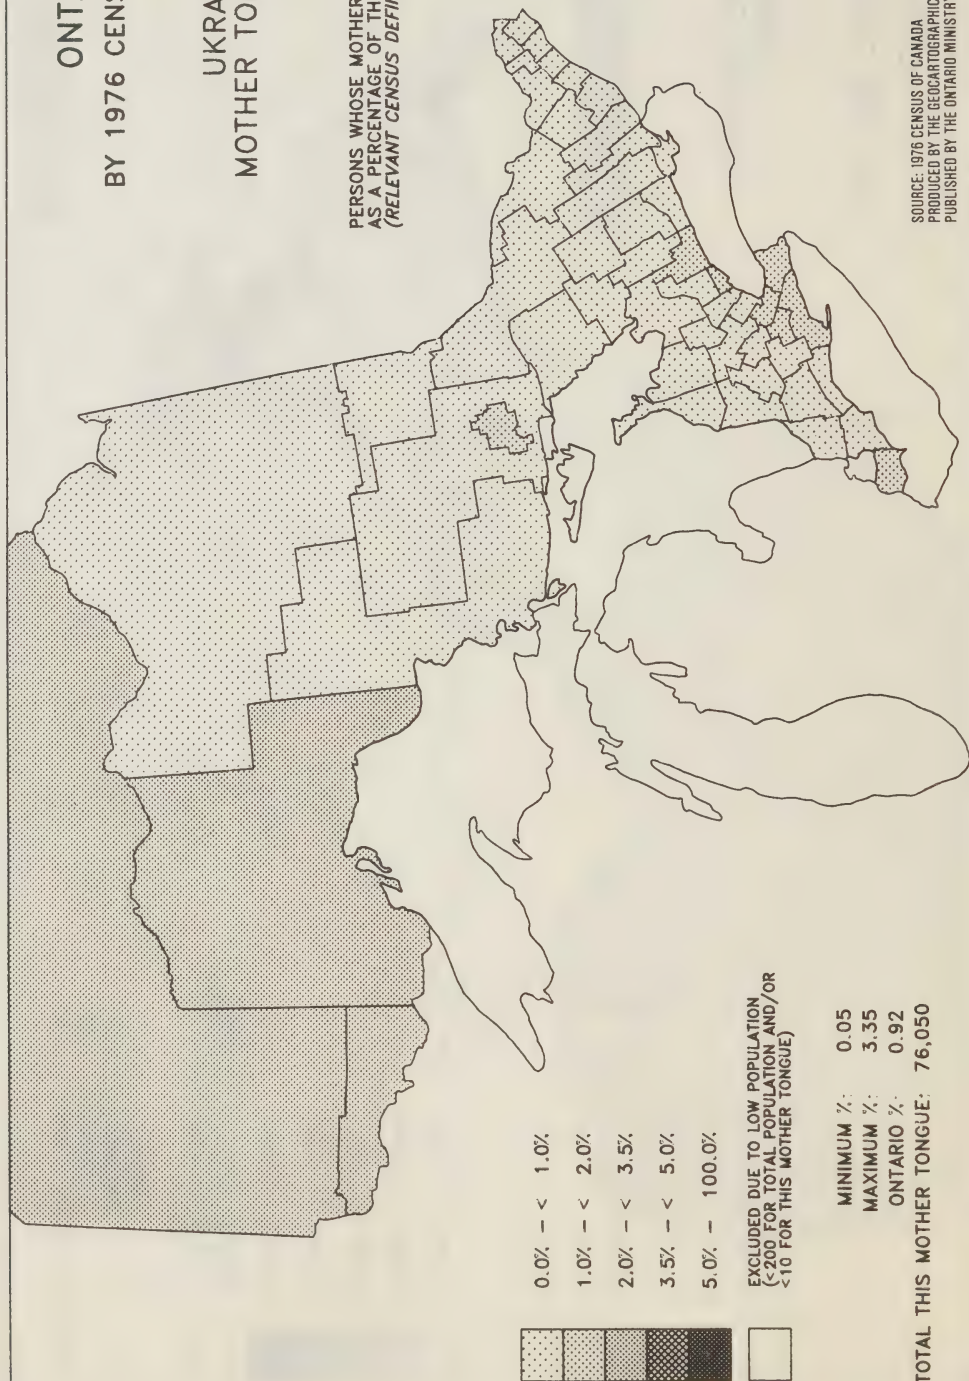 ONT
BY 1976 CENS
UKRA
MOTHER TO
PERSONS WHOSE MOTHER
AS A PERCENTAGE OF TH
(RELEVANT CENSUS DEFI
0.0% - < 1.0%
1.0% - < 2.0%
2.0% - < 3.5%
3.5% - < 5.0%
5.0% - 100.0%
EXCLUDED DUE TO LOW POPULATION
(<200 FOR TOTAL POPULATION AND/OR
<10 FOR THIS MOTHER TONGUE)
MINIMUM %: 0.05
MAXIMUM %: 3.35
ONTARIO %: 0.92
TOTAL THIS MOTHER TONGUE: 76,050
SOURCE: 1976 CENSUS OF CANADA
PRODUCED BY THE GEOCARTOGRAPHIC
PUBLISHED BY THE ONTARIO MINISTRY